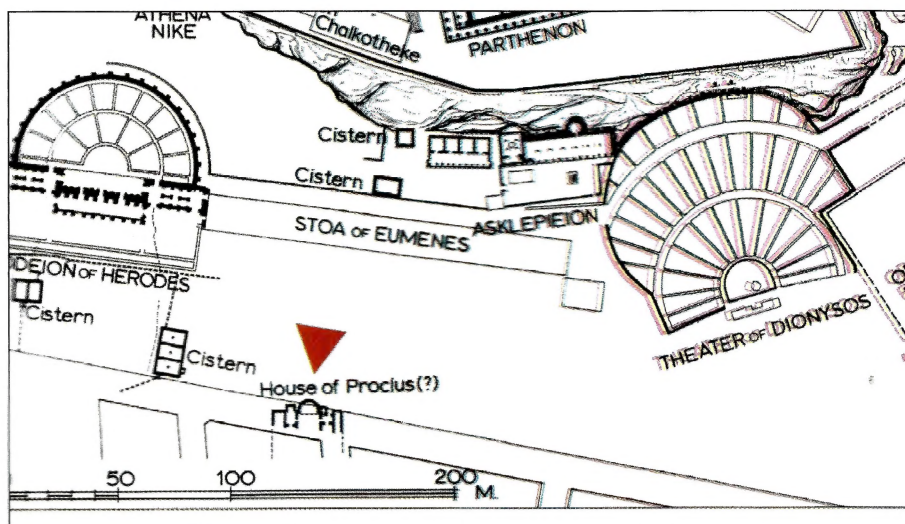 ATHENA
NIKE
Chalkotheke
PARTHENON
Cistern
Cistern
STOA OF EUMENES
ASKLEPIEION
ODEION OF HERODES
Cistern
Cistern
THEATER OF DIONYSOS
House of Proclus(?)
50
100
200
M.